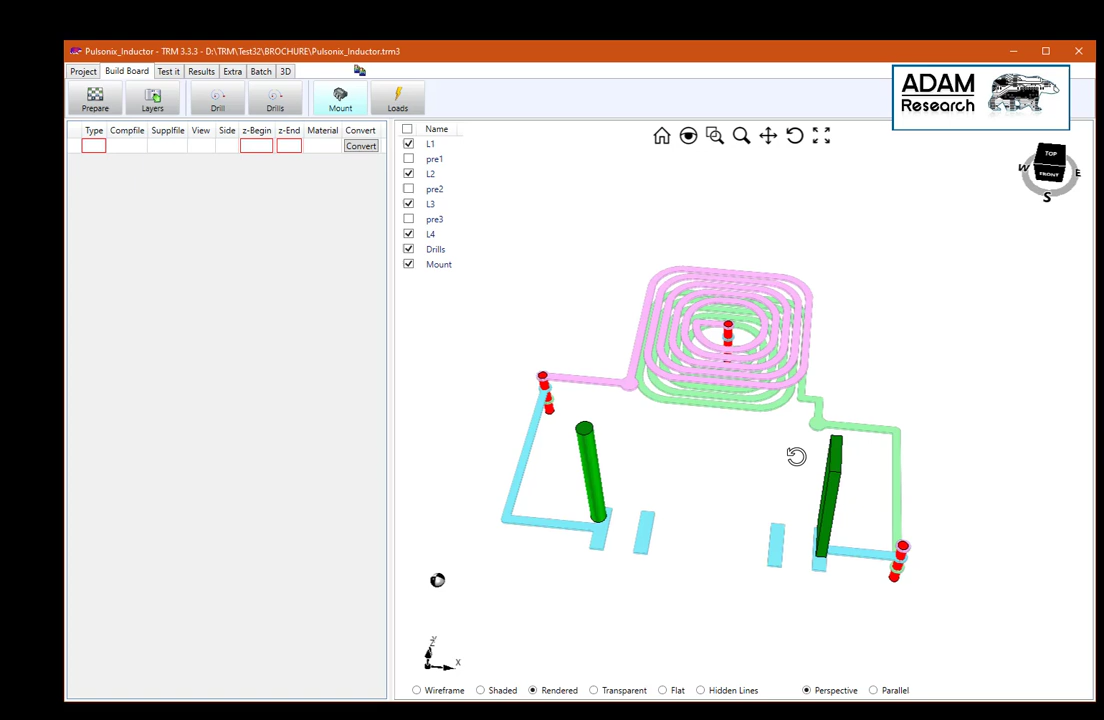 Pulsonix_Inductor - TRM 3.3.3 - D:\TRM\Test32\BROCHURE\Pulsonix_Inductor.trm3
Project Build Board Test it Results Extra Batch 3D
Prepare Layers Drill Drills Mount Loads
ADAM
Research
Type Compfile Supplfile View Side z-Begin z-End Material Convert
Convert
Name
L1
pre1
L2
pre2
L3
pre3
L4
Drills
Mount
TOP
W FRONT E
S
Z
X
Wireframe Shaded Rendered Transparent Flat Hidden Lines Perspective Parallel